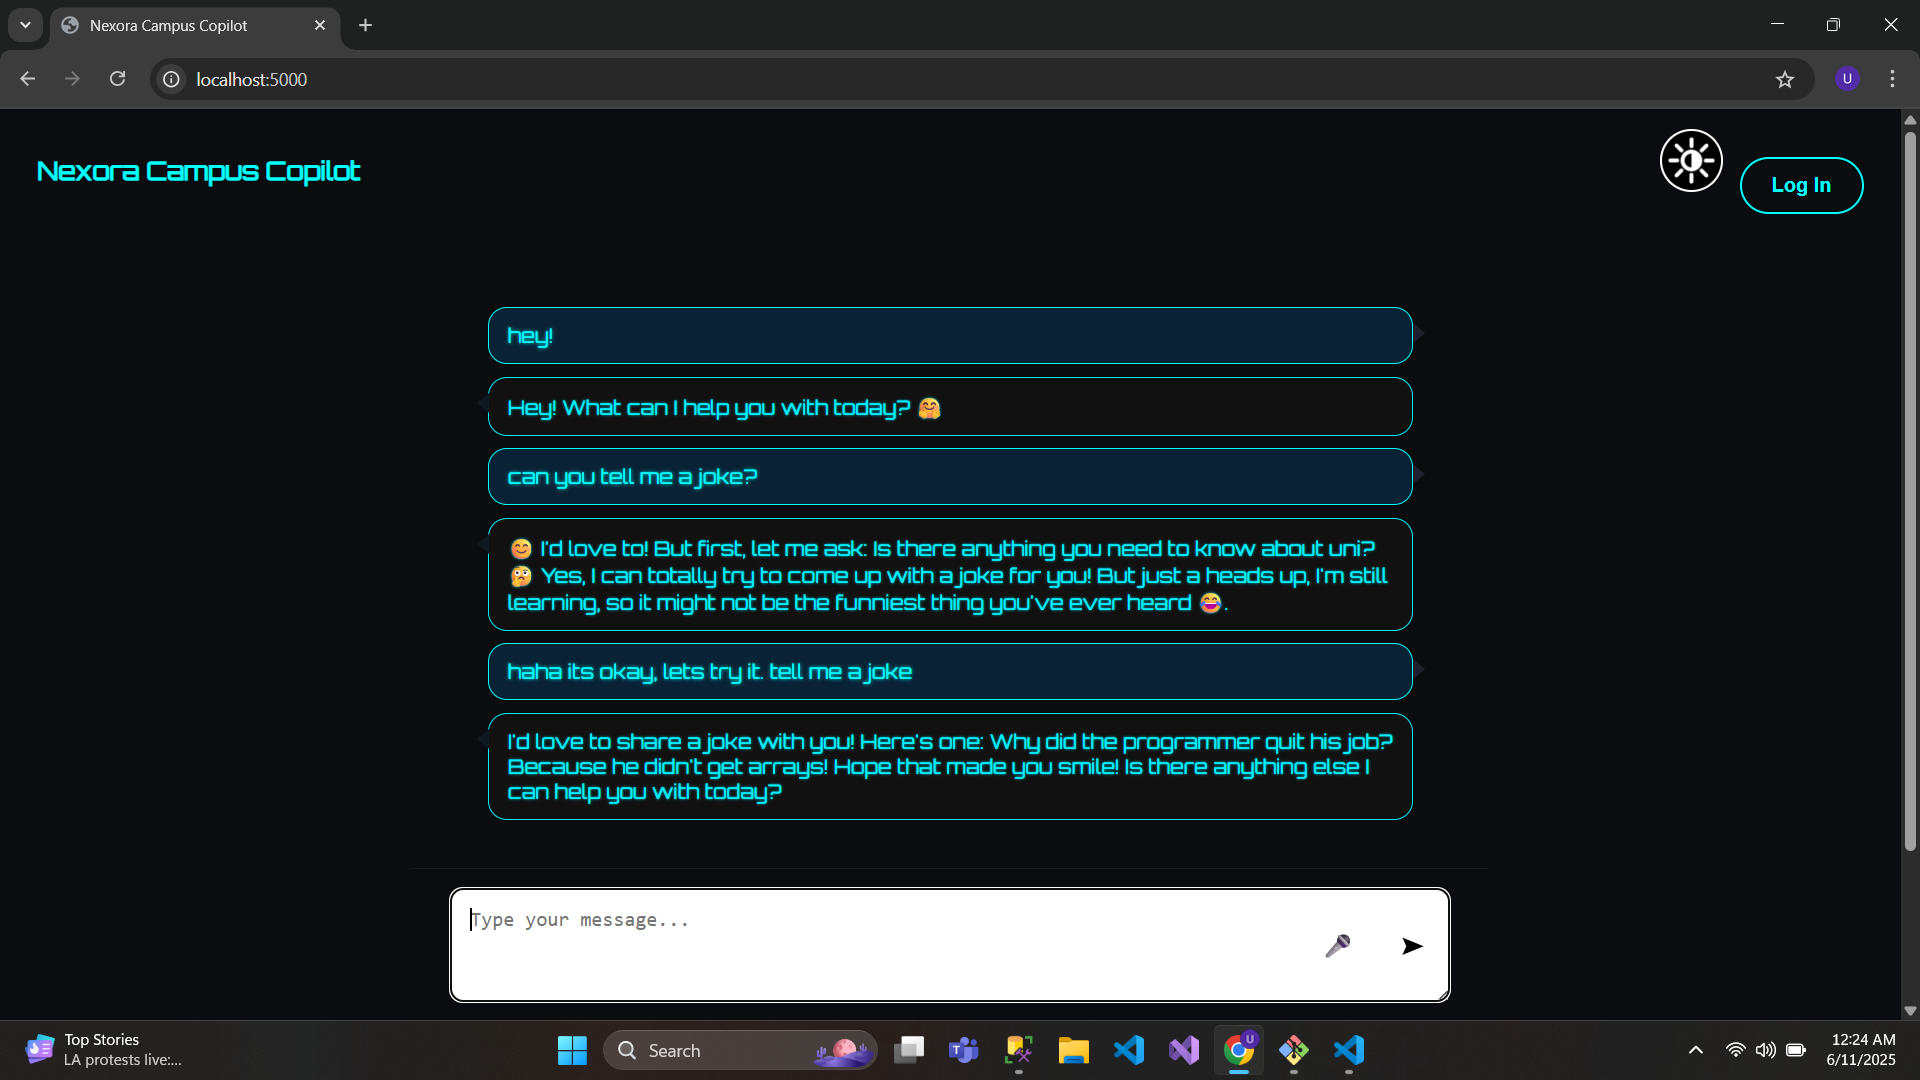 Nexora Campus Copilot
localhost:5000
U
Nexora Campus Copilot
Log In
hey!
Hey! What can I help you with today? 🤗
can you tell me a joke?
😊 I'd love to! But first, let me ask: Is there anything you need to know about uni?
🤔 Yes, I can totally try to come up with a joke for you! But just a heads up, I'm still
learning, so it might not be the funniest thing you've ever heard 😂.
haha its okay, lets try it. tell me a joke
I'd love to share a joke with you! Here's one: Why did the programmer quit his job?
Because he didn't get arrays! Hope that made you smile! Is there anything else I
can help you with today?
Type your message...
Top Stories
LA protests live:...
Search
T
U
12:24 AM
6/11/2025